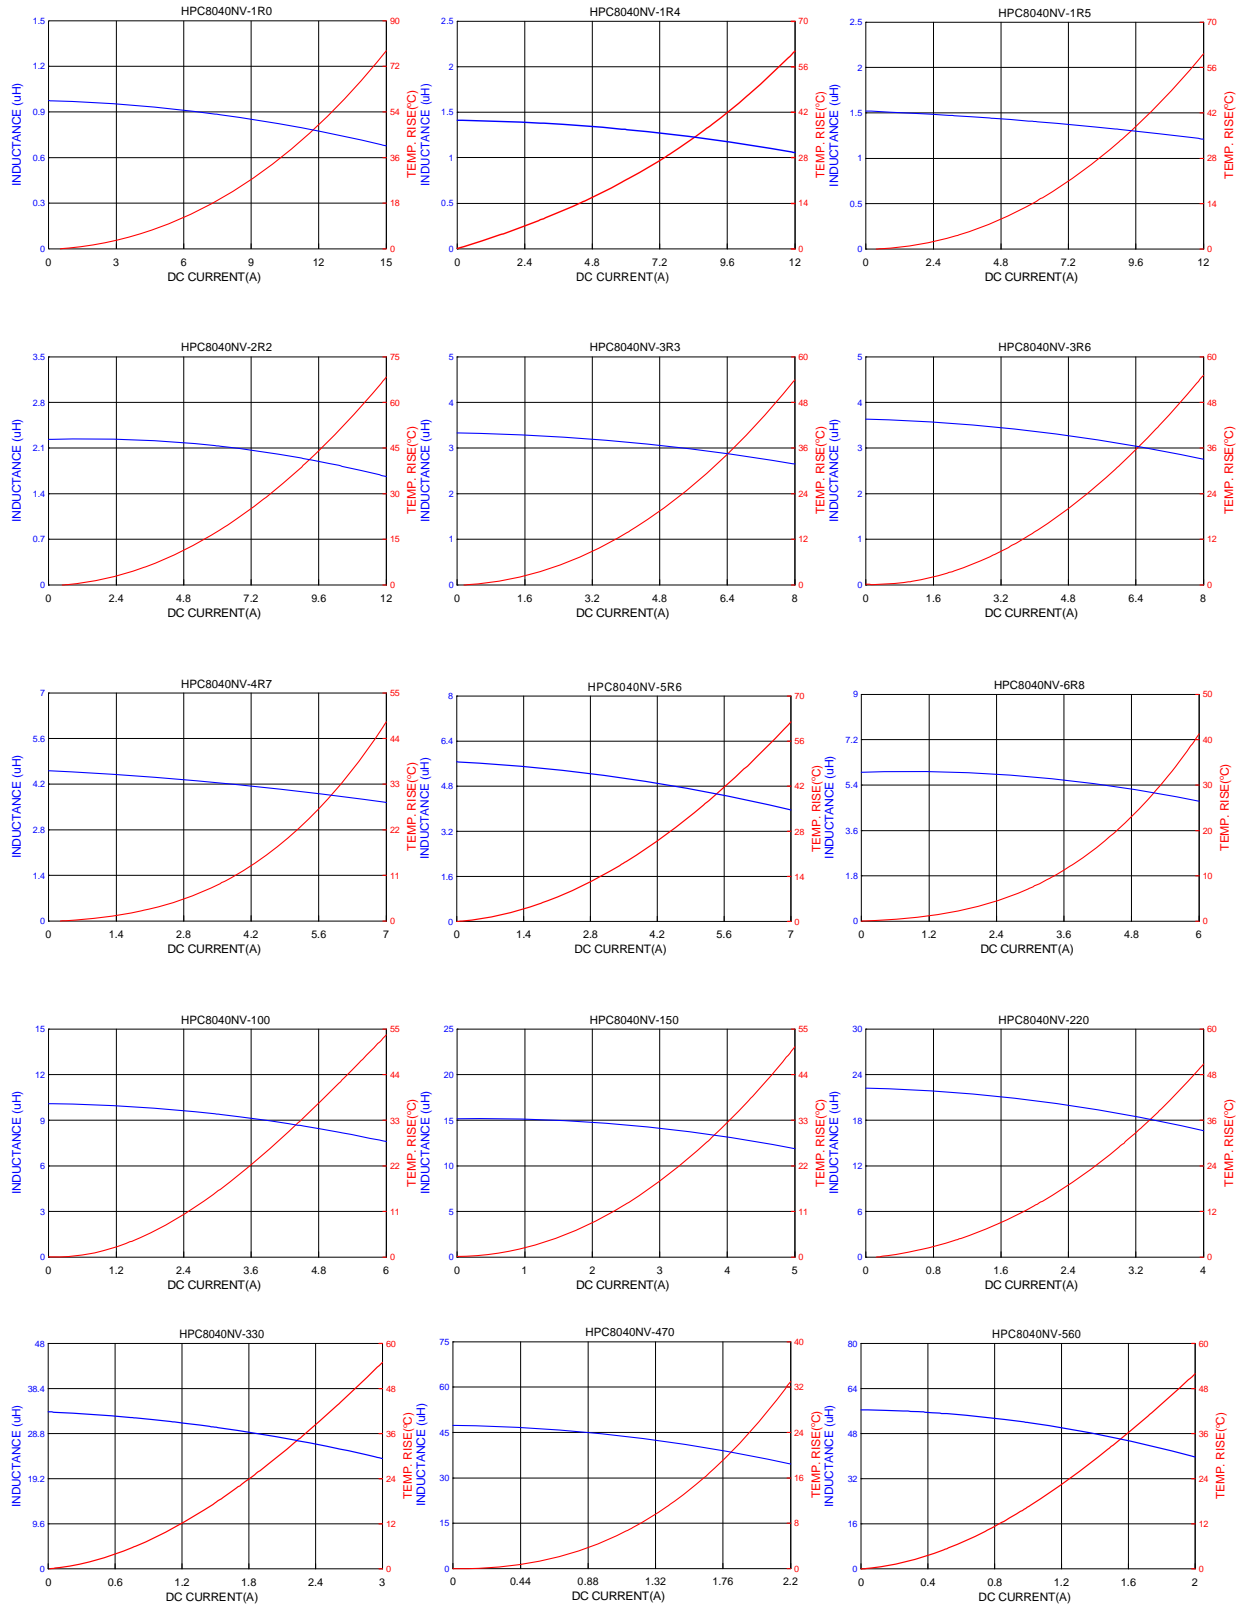 HPC8040NV-1R0
1.5
1.2
0.9
0.6
0.3
0
90
72
54
36
18
0
0 3 6 9 12 15
INDUCTANCE (uH)
TEMP. RISE(ºC)
DC CURRENT(A)
HPC8040NV-1R4
2.5
2
1.5
1
0.5
0
70
56
42
28
14
0
0 2.4 4.8 7.2 9.6 12
INDUCTANCE (uH)
TEMP. RISE(ºC)
DC CURRENT(A)
HPC8040NV-1R5
2.5
2
1.5
1
0.5
0
70
56
42
28
14
0
0 2.4 4.8 7.2 9.6 12
INDUCTANCE (uH)
TEMP. RISE(ºC)
DC CURRENT(A)
HPC8040NV-2R2
3.5
2.8
2.1
1.4
0.7
0
75
60
45
30
15
0
0 2.4 4.8 7.2 9.6 12
INDUCTANCE (uH)
TEMP. RISE(ºC)
DC CURRENT(A)
HPC8040NV-3R3
5
4
3
2
1
0
60
48
36
24
12
0
0 1.6 3.2 4.8 6.4 8
INDUCTANCE (uH)
TEMP. RISE(ºC)
DC CURRENT(A)
HPC8040NV-3R6
5
4
3
2
1
0
60
48
36
24
12
0
0 1.6 3.2 4.8 6.4 8
INDUCTANCE (uH)
TEMP. RISE(ºC)
DC CURRENT(A)
HPC8040NV-4R7
7
5.6
4.2
2.8
1.4
0
55
44
33
22
11
0
0 1.4 2.8 4.2 5.6 7
INDUCTANCE (uH)
TEMP. RISE(ºC)
DC CURRENT(A)
HPC8040NV-5R6
8
6.4
4.8
3.2
1.6
0
70
56
42
28
14
0
0 1.4 2.8 4.2 5.6 7
INDUCTANCE (uH)
TEMP. RISE(ºC)
DC CURRENT(A)
HPC8040NV-6R8
9
7.2
5.4
3.6
1.8
0
50
40
30
20
10
0
0 1.2 2.4 3.6 4.8 6
INDUCTANCE (uH)
TEMP. RISE(ºC)
DC CURRENT(A)
HPC8040NV-100
15
12
9
6
3
0
55
44
33
22
11
0
0 1.2 2.4 3.6 4.8 6
INDUCTANCE (uH)
TEMP. RISE(ºC)
DC CURRENT(A)
HPC8040NV-150
25
20
15
10
5
0
55
44
33
22
11
0
0 1 2 3 4 5
INDUCTANCE (uH)
TEMP. RISE(ºC)
DC CURRENT(A)
HPC8040NV-220
30
24
18
12
6
0
60
48
36
24
12
0
0 0.8 1.6 2.4 3.2 4
INDUCTANCE (uH)
TEMP. RISE(ºC)
DC CURRENT(A)
HPC8040NV-330
48
38.4
28.8
19.2
9.6
0
60
48
36
24
12
0
0 0.6 1.2 1.8 2.4 3
INDUCTANCE (uH)
TEMP. RISE(ºC)
DC CURRENT(A)
HPC8040NV-470
75
60
45
30
15
0
40
32
24
16
8
0
0 0.44 0.88 1.32 1.76 2.2
INDUCTANCE (uH)
TEMP. RISE(ºC)
DC CURRENT(A)
HPC8040NV-560
80
64
48
32
16
0
60
48
36
24
12
0
0 0.4 0.8 1.2 1.6 2
INDUCTANCE (uH)
TEMP. RISE(ºC)
DC CURRENT(A)